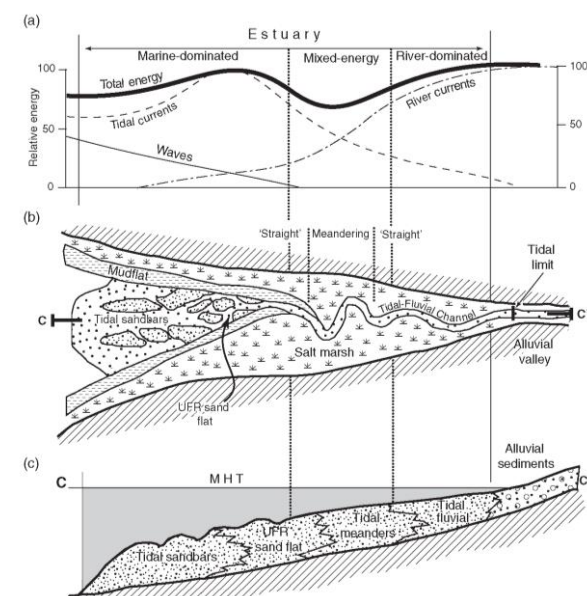 (a)
Estuary
Marine-dominated
Mixed-energy
River-dominated
100
100
Total energy
River currents
Tidal currents
Relative energy
50
50
Waves
0
0
(b)
'Straight'
Meandering
'Straight'
Tidal
limit
Mudflat
C
Tidal sandbars
Tidal-Fluvial Channel
C'
Salt marsh
Alluvial
valley
UFR sand
flat
(c)
Alluvial
sediments
C
MHT
C'
Tidal
fluvial
Tidal
meanders
UFR
sand flat
Tidal sandbars